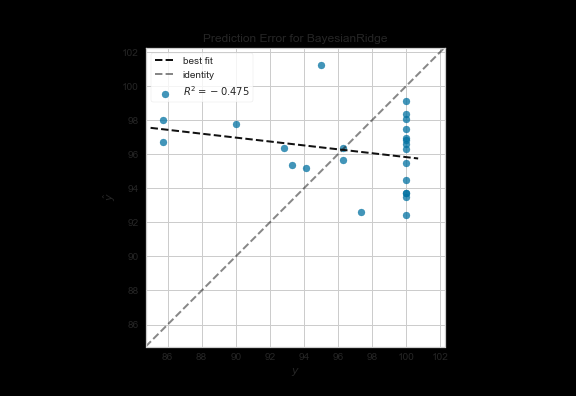 Prediction Error for BayesianRidge
102
100
98
96
94
92
90
88
86
ŷ
best fit
identity
R² = −0.475
86 88 90 92 94 96 98 100 102
y